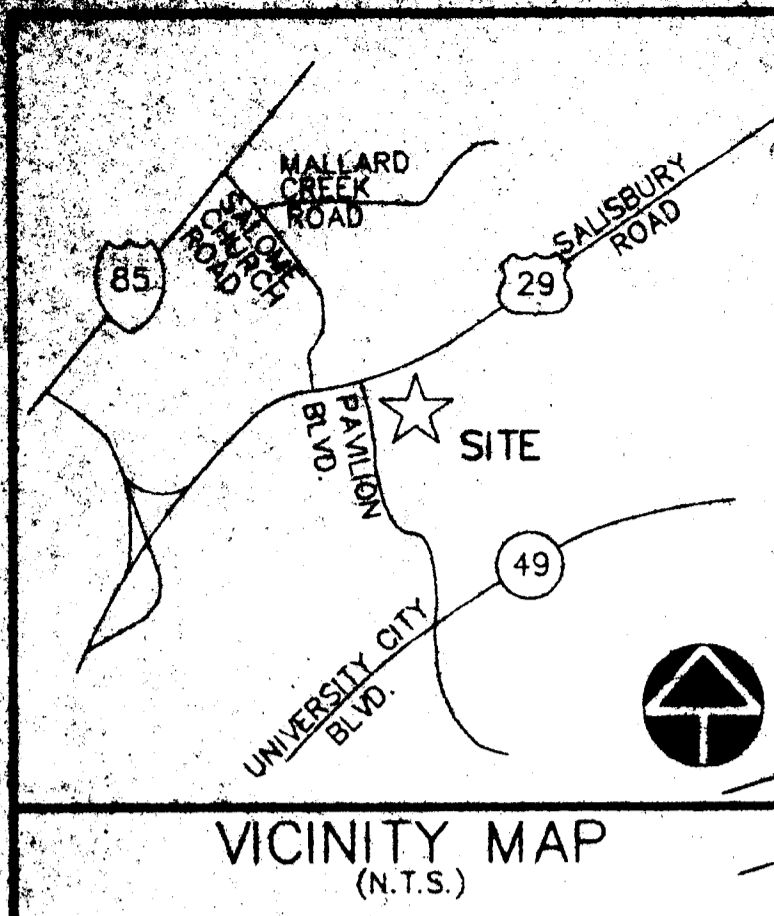 MALLARD
CREEK
ROAD
SALOME
CHURCH
ROAD
85
SALISBURY
ROAD
29
PAVILION
BLVD.
SITE
49
UNIVERSITY CITY
BLVD.
VICINITY MAP
(N.T.S.)